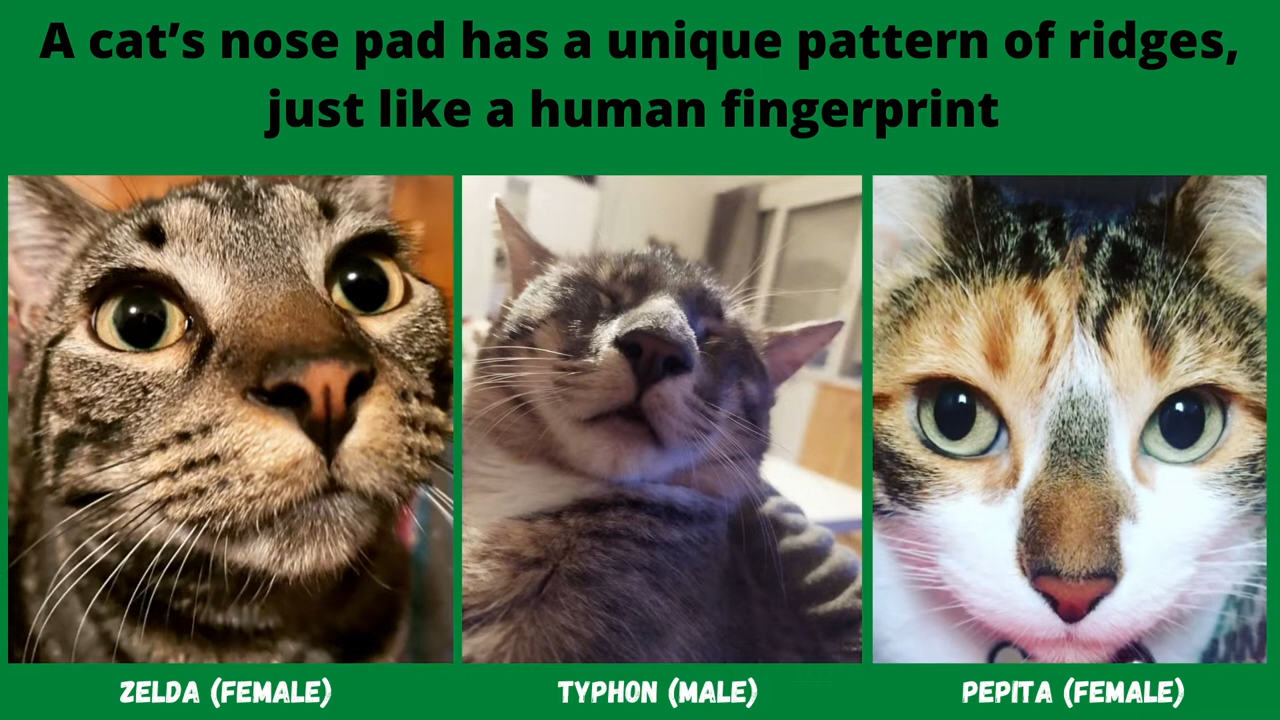 A cat’s nose pad has a unique pattern of ridges,
just like a human fingerprint
ZELDA (FEMALE)
TYPHON (MALE)
PEPITA (FEMALE)